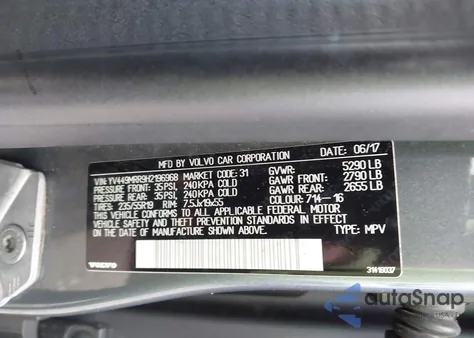 MFD. BY VOLVO CAR CORPORATION DATE: 06/17
VIN: YV449MRR9H2196968 MARKET CODE: 31 GVWR: 5290 LB
PRESSURE FRONT: 35PSI, 240KPA COLD GAWR FRONT: 2790 LB
PRESSURE REAR: 35PSI, 240KPA COLD GAWR REAR: 2655 LB
TIRES: 235/55R19 RIM: 7.5Jx19x55 COLOUR: 714-16
THIS VEHICLE CONFORMS TO ALL APPLICABLE FEDERAL MOTOR
VEHICLE SAFETY, BUMPER, AND THEFT PREVENTION STANDARDS IN EFFECT
ON THE DATE OF MANUFACTURE SHOWN ABOVE. TYPE: MPV
VOLVO 31419037
autoSnap